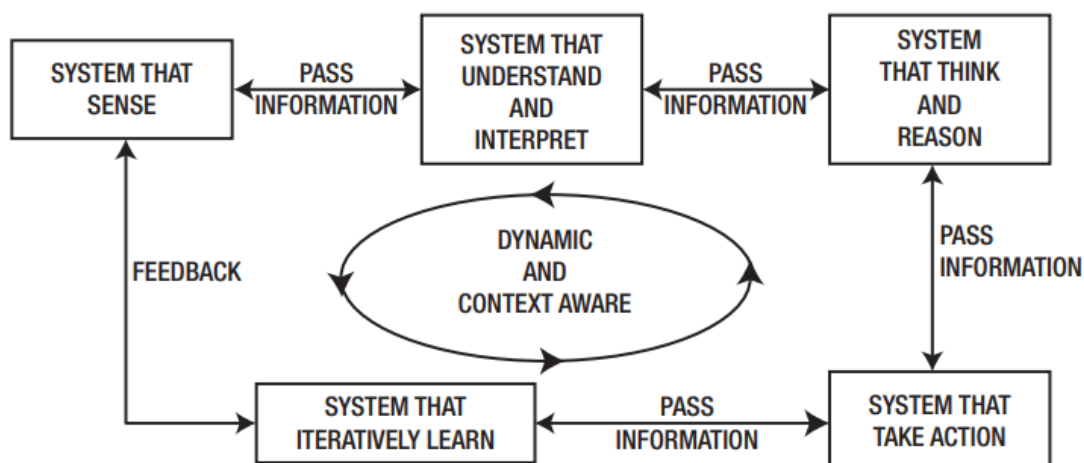 SYSTEM THAT
SENSE
PASS
INFORMATION
SYSTEM THAT
UNDERSTAND
AND
INTERPRET
PASS
INFORMATION
SYSTEM
THAT THINK
AND
REASON
FEEDBACK
DYNAMIC
AND
CONTEXT AWARE
PASS
INFORMATION
SYSTEM THAT
ITERATIVELY LEARN
PASS
INFORMATION
SYSTEM THAT
TAKE ACTION